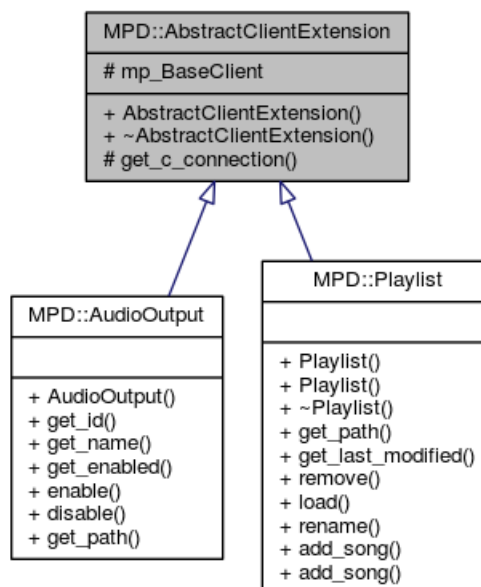 MPD::AbstractClientExtension
# mp_BaseClient
+ AbstractClientExtension()
+ ~AbstractClientExtension()
# get_c_connection()
MPD::AudioOutput
+ AudioOutput()
+ get_id()
+ get_name()
+ get_enabled()
+ enable()
+ disable()
+ get_path()
MPD::Playlist
+ Playlist()
+ Playlist()
+ ~Playlist()
+ get_path()
+ get_last_modified()
+ remove()
+ load()
+ rename()
+ add_song()
+ add_song()